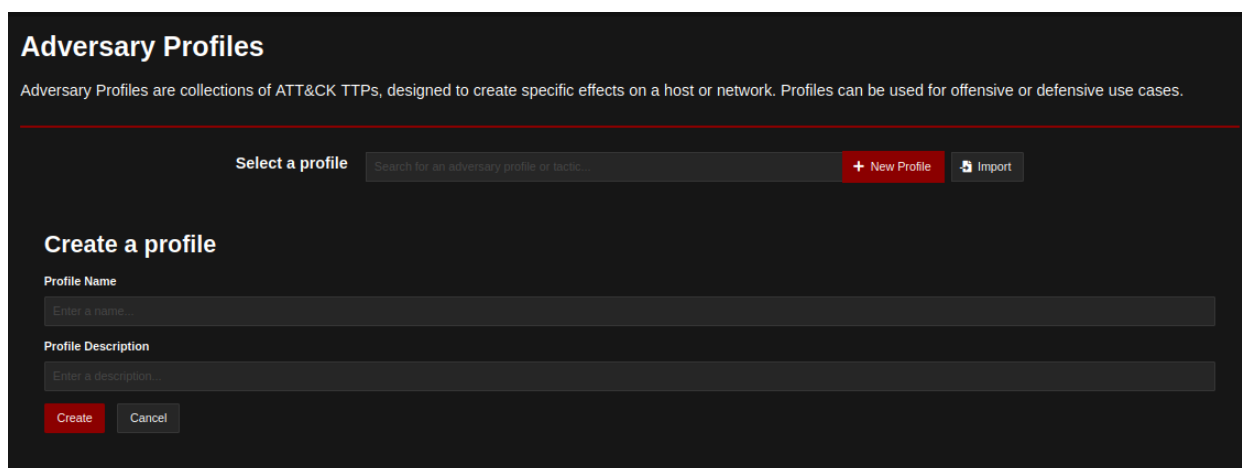 Adversary Profiles
Adversary Profiles are collections of ATT&CK TTPs, designed to create specific effects on a host or network. Profiles can be used for offensive or defensive use cases.
Select a profile Search for an adversary profile or tactic... + New Profile Import
Create a profile
Profile Name
Enter a name...
Profile Description
Enter a description...
Create Cancel